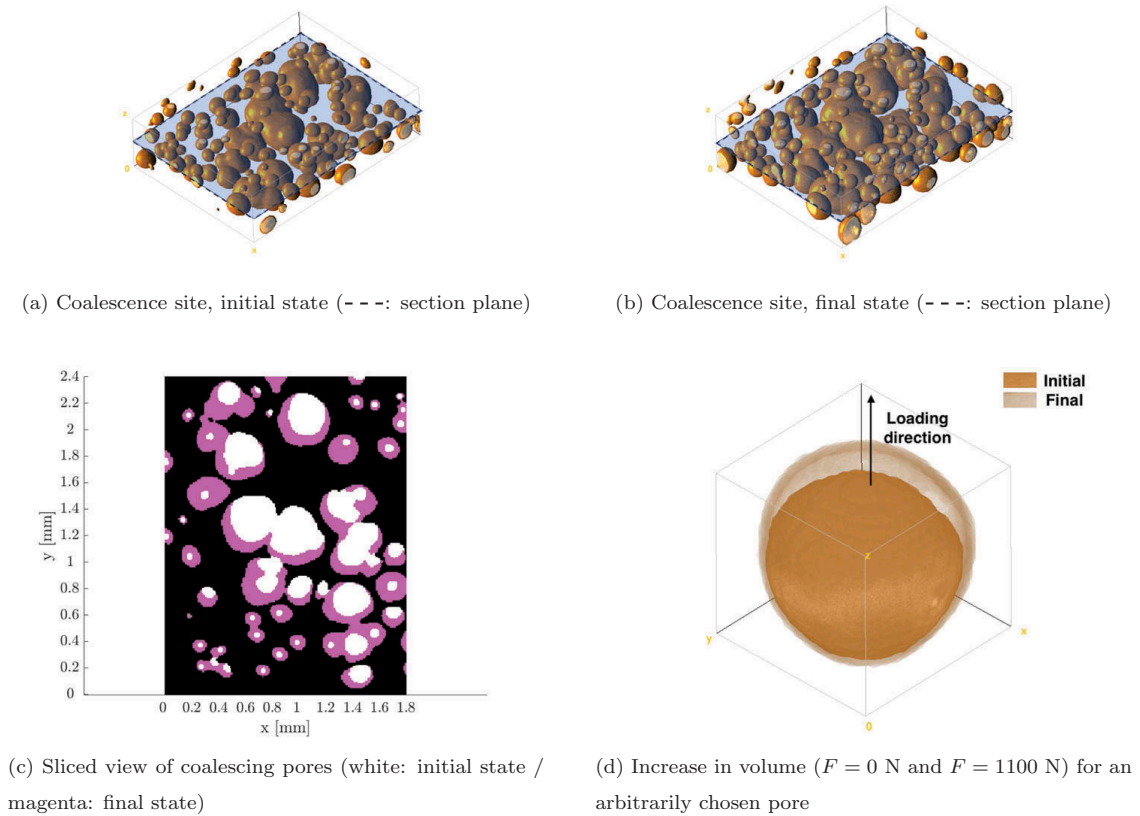 z
0
x
z
0
x
(a) Coalescence site, initial state (- - -: section plane)
(b) Coalescence site, final state (- - -: section plane)
2.4
2.2
2
1.8
1.6
1.4
1.2
1
0.8
0.6
0.4
0.2
0
y [mm]
0 0.2 0.4 0.6 0.8 1 1.2 1.4 1.6 1.8
x [mm]
Initial
Final
Loading
direction
z
y
x
0
(c) Sliced view of coalescing pores (white: initial state /
magenta: final state)
(d) Increase in volume (F = 0 N and F = 1100 N) for an
arbitrarily chosen pore